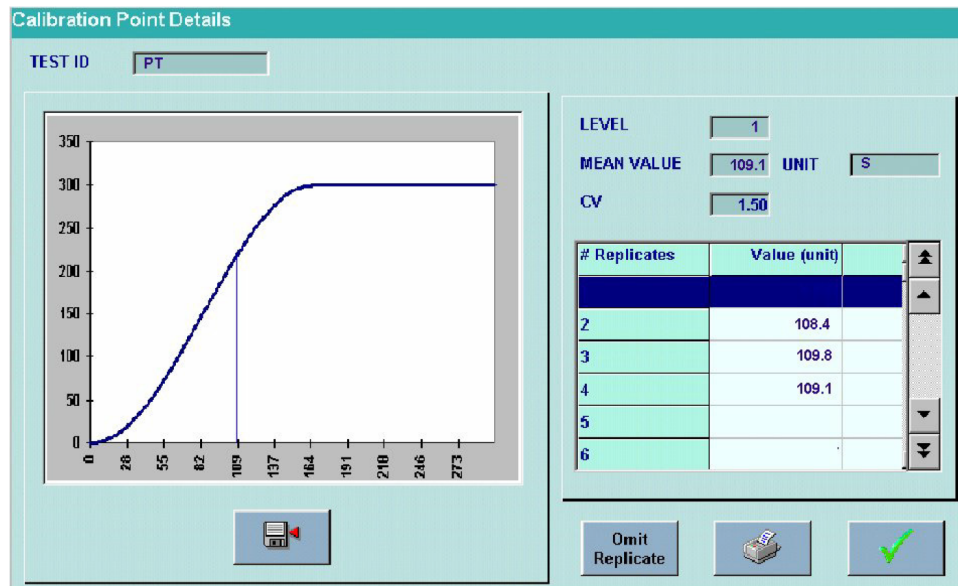 Calibration Point Details
TEST ID PT
350
300
250
200
150
100
50
0
0 28 55 82 109 137 164 191 218 246 273
LEVEL 1
MEAN VALUE 109.1 UNIT S
CV 1.50
# Replicates Value (unit)
2 108.4
3 109.8
4 109.1
5
6
Omit
Replicate